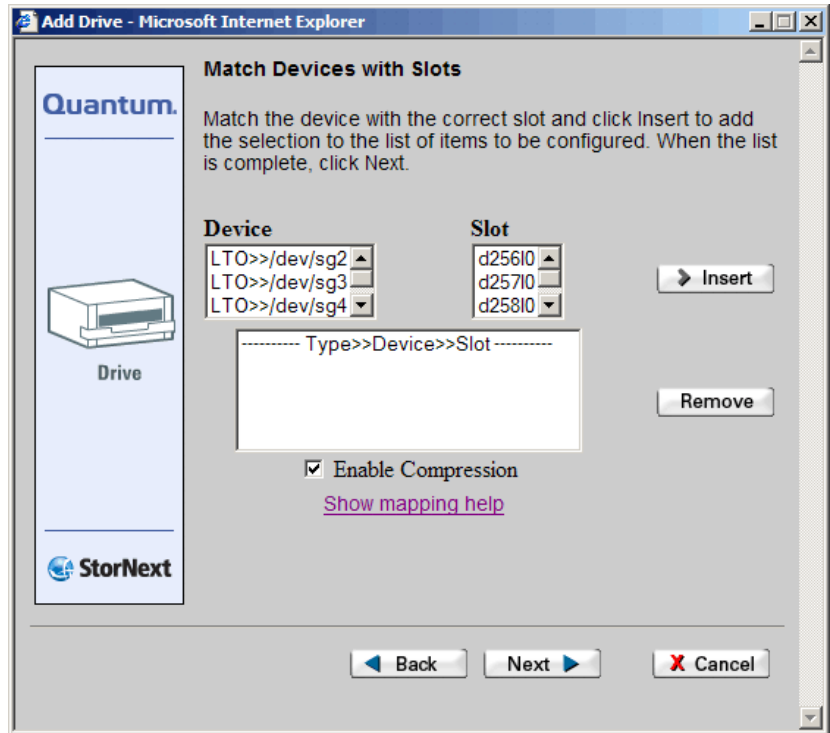 Add Drive - Microsoft Internet Explorer
Match Devices with Slots
Quantum.
Match the device with the correct slot and click Insert to add
the selection to the list of items to be configured. When the list
is complete, click Next.
Device
Slot
LTO>>/dev/sg2
LTO>>/dev/sg3
LTO>>/dev/sg4
d256l0
d257l0
d258l0
Insert
---------- Type>>Device>>Slot ----------
Drive
Remove
Enable Compression
Show mapping help
StorNext
Back
Next
X Cancel